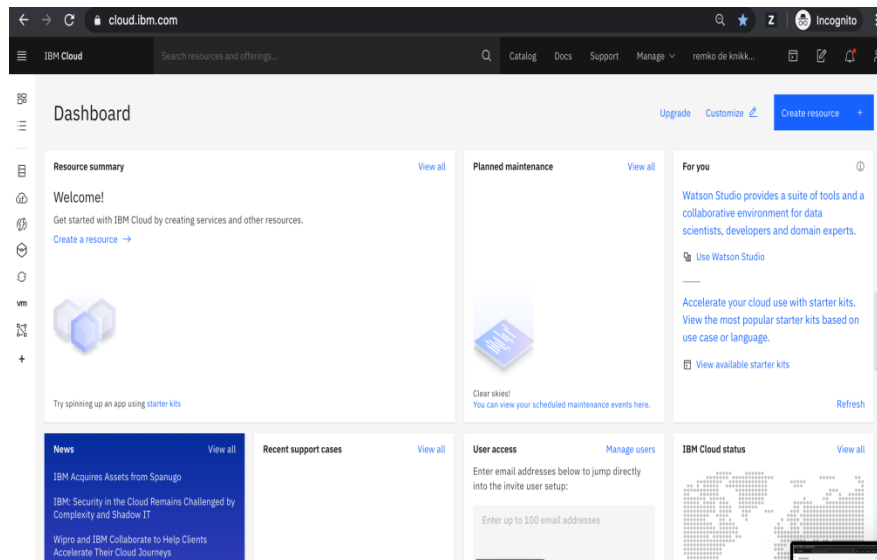 cloud.ibm.com
Z
Incognito
IBM Cloud
Search resources and offerings...
Catalog
Docs
Support
Manage
remko de knikk...
Dashboard
Upgrade
Customize
Create resource +
Resource summary
View all
Welcome!
Get started with IBM Cloud by creating services and other resources.
Create a resource →
Try spinning up an app using starter kits
Planned maintenance
View all
Clear skies!
You can view your scheduled maintenance events here.
For you
Watson Studio provides a suite of tools and a
collaborative environment for data
scientists, developers and domain experts.
Use Watson Studio
Accelerate your cloud use with starter kits.
View the most popular starter kits based on
use case or language.
View available starter kits
Refresh
vm
News
View all
IBM Acquires Assets from Spanugo
IBM: Security in the Cloud Remains Challenged by
Complexity and Shadow IT
Wipro and IBM Collaborate to Help Clients
Accelerate Their Cloud Journeys
Recent support cases
View all
User access
Manage users
Enter email addresses below to jump directly
into the invite user setup:
Enter up to 100 email addresses
IBM Cloud status
View all